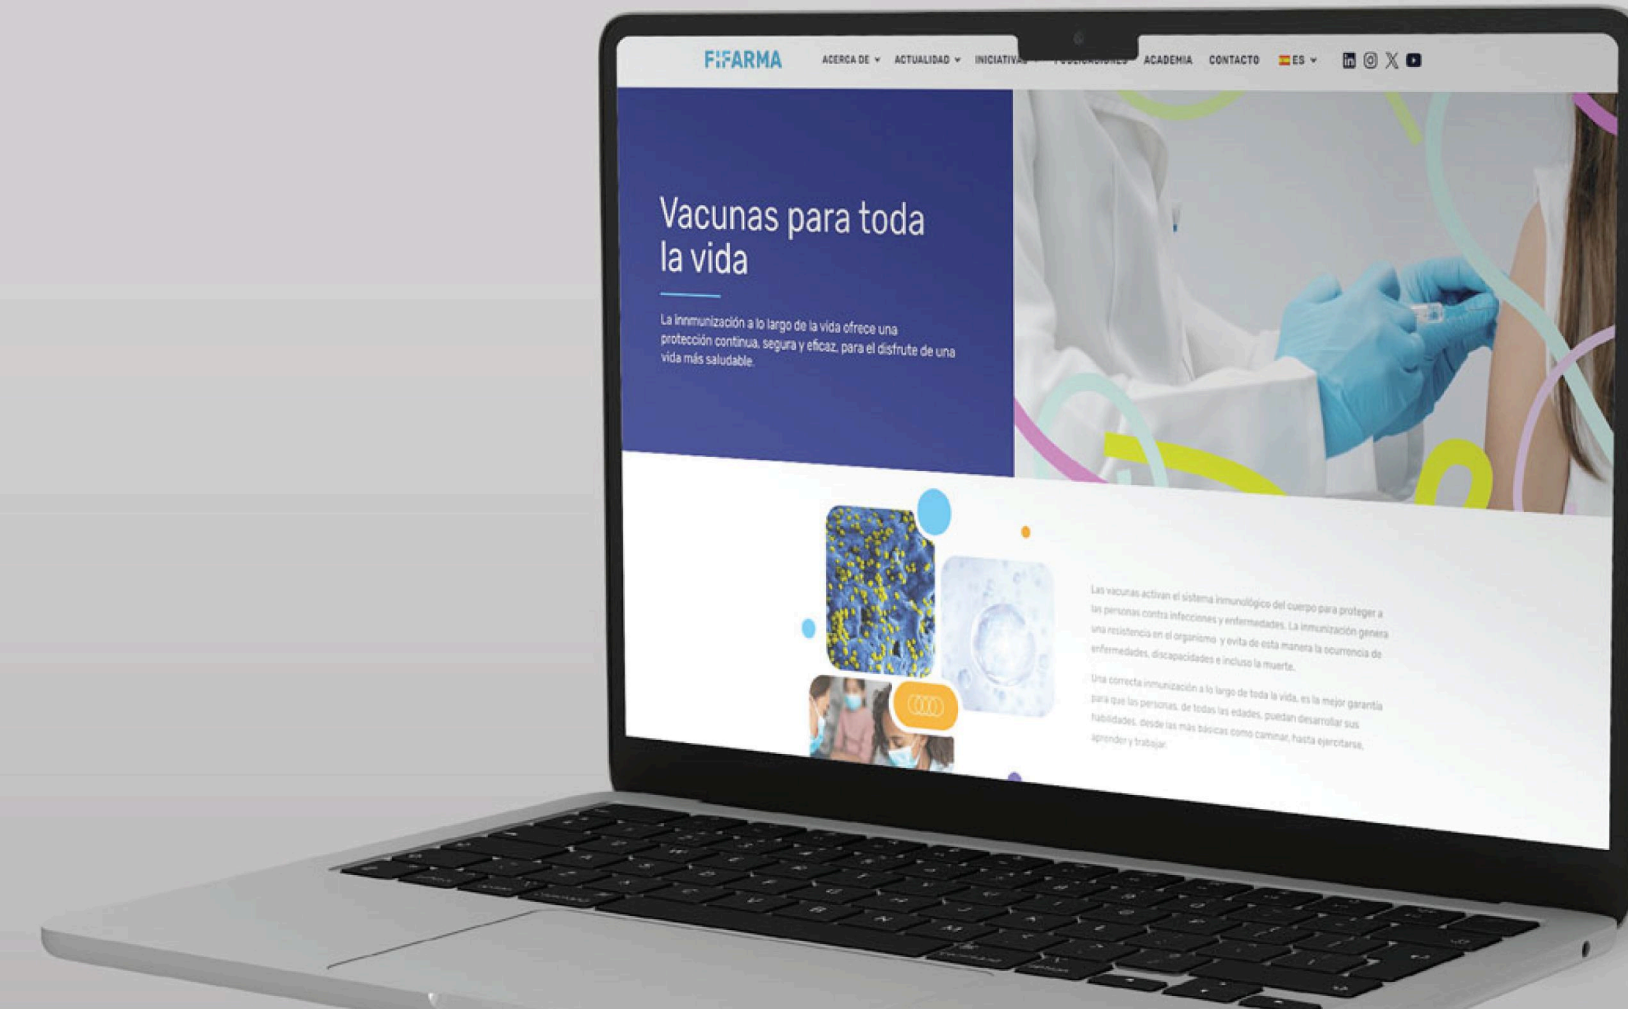 FIFARMA
ACERCA DE
ACTUALIDAD
INICIATIVAS
PUBLICACIONES
ACADEMIA
CONTACTO
ES
in
Vacunas para toda
la vida
La innmunización a lo largo de la vida ofrece una
protección continua, segura y eficaz, para el disfrute de una
vida más saludable.
Las vacunas activan el sistema inmunológico del cuerpo para proteger a
las personas contra infecciones y enfermedades. La inmunización genera
una resistencia en el organismo y evita de esta manera la ocurrencia de
enfermedades, discapacidades e incluso la muerte.
Una correcta inmunización a lo largo de toda la vida, es la mejor garantía
para que las personas, de todas las edades, puedan desarrollar sus
habilidades, desde las más básicas como caminar, hasta ejercitarse,
aprender y trabajar.